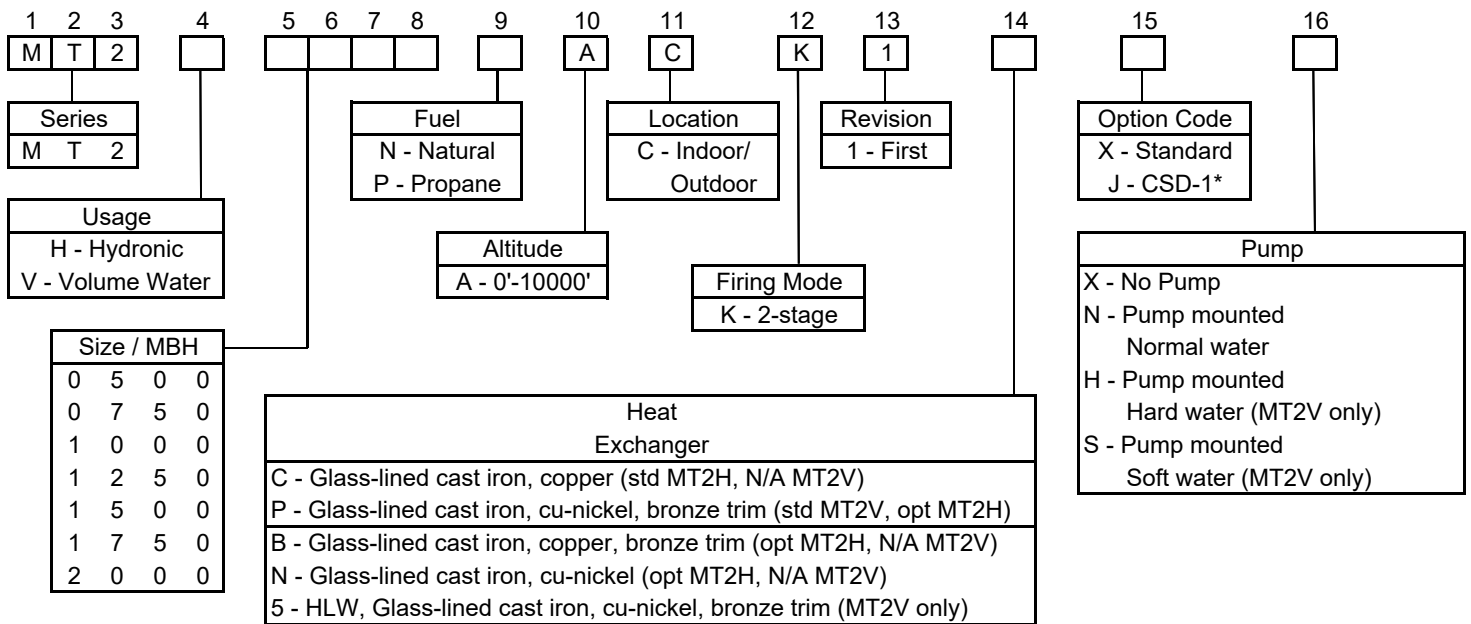 1 2 3 4 5 6 7 8 9 10 11 12 13 14 15 16
M T 2 A C K 1
Series
M T 2
Usage
H - Hydronic
V - Volume Water
Size / MBH
0 5 0 0
0 7 5 0
1 0 0 0
1 2 5 0
1 5 0 0
1 7 5 0
2 0 0 0
Fuel
N - Natural
P - Propane
Altitude
A - 0'-10000'
Location
C - Indoor/
Outdoor
Firing Mode
K - 2-stage
Revision
1 - First
Heat
Exchanger
C - Glass-lined cast iron, copper (std MT2H, N/A MT2V)
P - Glass-lined cast iron, cu-nickel, bronze trim (std MT2V, opt MT2H)
B - Glass-lined cast iron, copper, bronze trim (opt MT2H, N/A MT2V)
N - Glass-lined cast iron, cu-nickel (opt MT2H, N/A MT2V)
5 - HLW, Glass-lined cast iron, cu-nickel, bronze trim (MT2V only)
Option Code
X - Standard
J - CSD-1*
Pump
X - No Pump
N - Pump mounted
Normal water
H - Pump mounted
Hard water (MT2V only)
S - Pump mounted
Soft water (MT2V only)